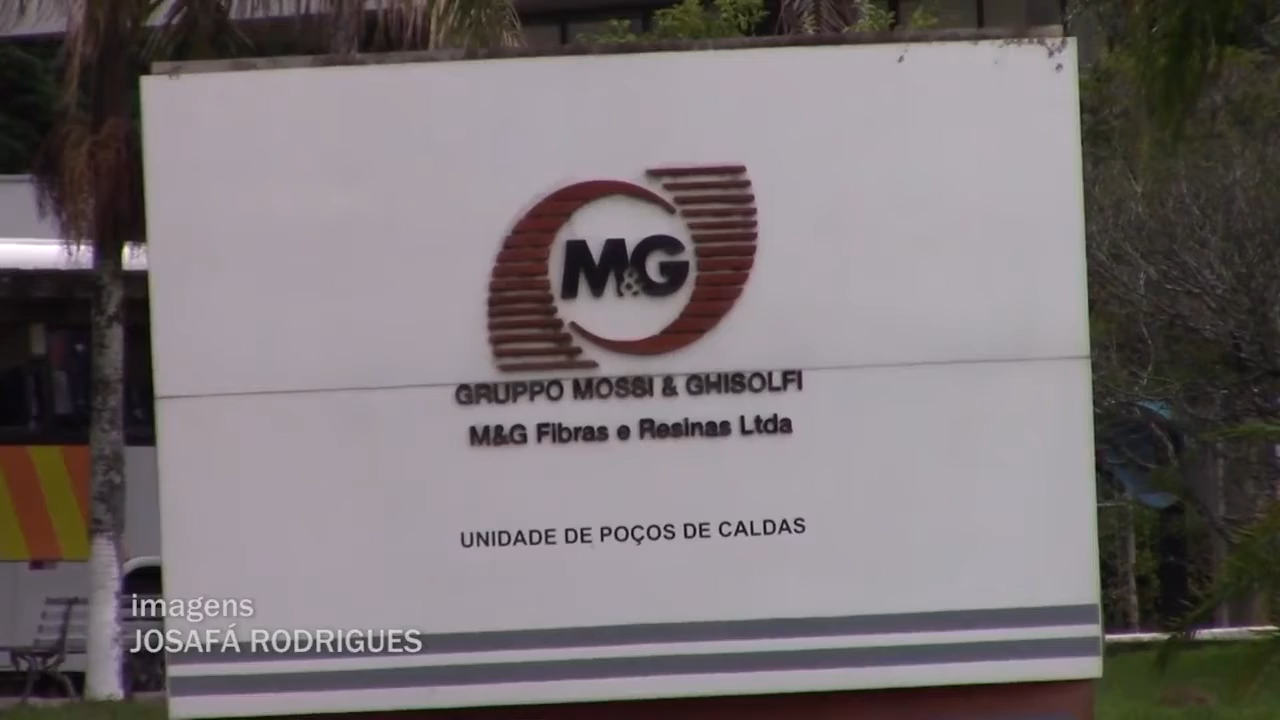 M&G
GRUPPO MOSSI & GHISOLFI
M&G Fibras e Resinas Ltda
UNIDADE DE POÇOS DE CALDAS
imagens
JOSAFÁ RODRIGUES